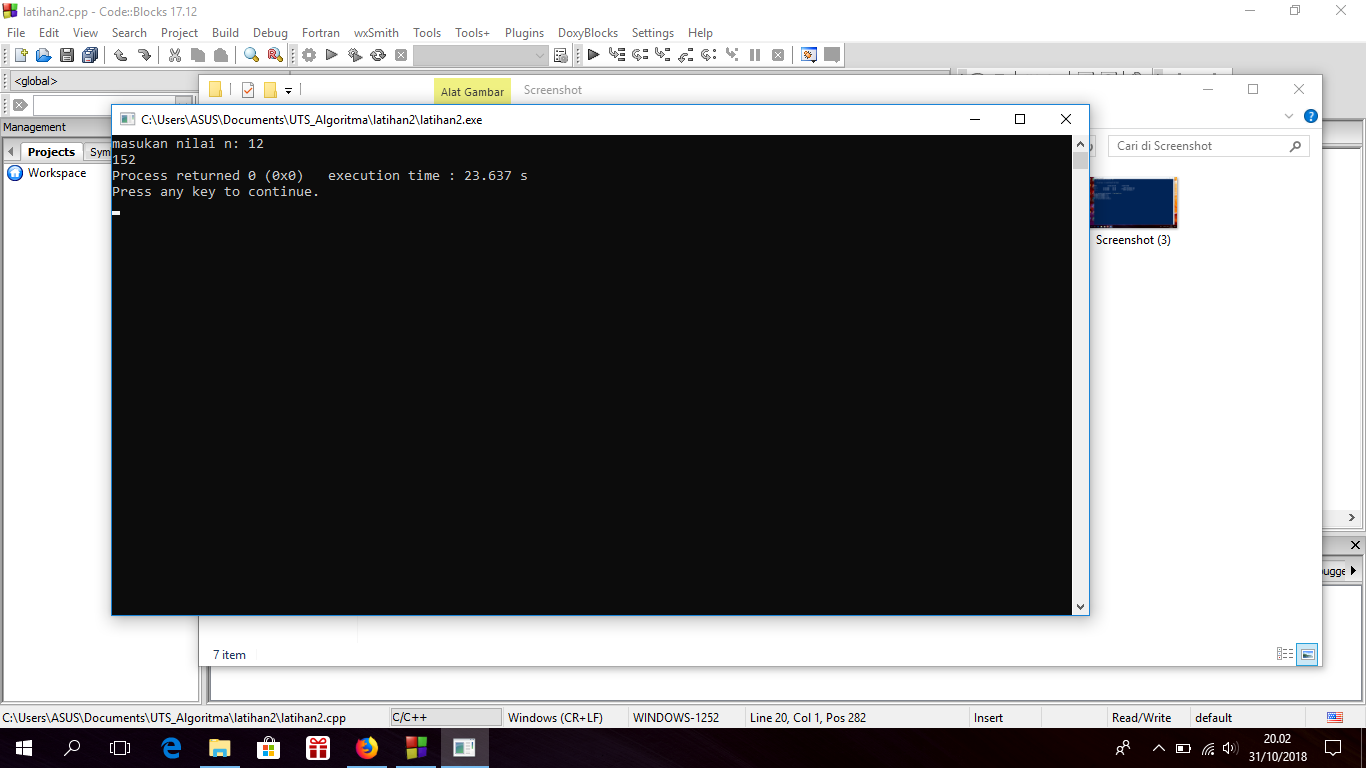 latihan2.cpp - Code::Blocks 17.12
File Edit View Search Project Build Debug Fortran wxSmith Tools Tools+ Plugins DoxyBlocks Settings Help
<global>
Alat Gambar Screenshot
C:\Users\ASUS\Documents\UTS_Algoritma\latihan2\latihan2.exe
Management
Projects Sym
Workspace
masukan nilai n: 12
152
Process returned 0 (0x0)   execution time : 23.637 s
Press any key to continue.
Cari di Screenshot
Screenshot (3)
ugge
7 item
C:\Users\ASUS\Documents\UTS_Algoritma\latihan2\latihan2.cpp C/C++ Windows (CR+LF) WINDOWS-1252 Line 20, Col 1, Pos 282 Insert Read/Write default
20.02
31/10/2018